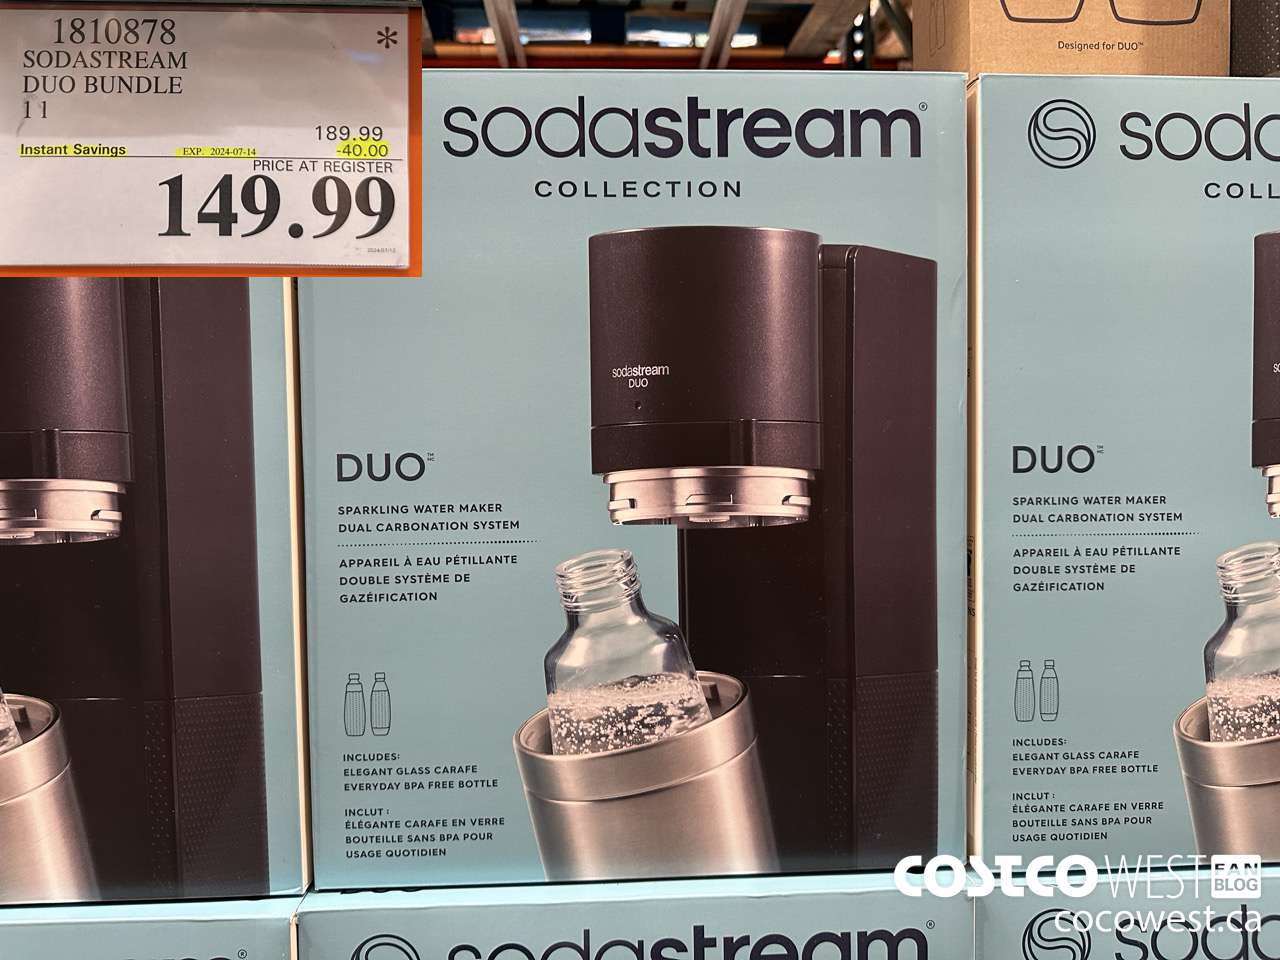 1810878 *
SODASTREAM
DUO BUNDLE
1 1
189.99
Instant Savings EXP. 2024-07-14 -40.00
PRICE AT REGISTER
149.99
Designed for DUO™
sodastream®
COLLECTION
sodastream
DUO
DUO
SPARKLING WATER MAKER
DUAL CARBONATION SYSTEM
APPAREIL À EAU PÉTILLANTE
DOUBLE SYSTÈME DE
GAZÉIFICATION
INCLUDES:
ELEGANT GLASS CARAFE
EVERYDAY BPA FREE BOTTLE
INCLUT :
ÉLÉGANTE CARAFE EN VERRE
BOUTEILLE SANS BPA POUR
USAGE QUOTIDIEN
soda
COLL
DUO
SPARKLING WATER MAKER
DUAL CARBONATION SYSTEM
APPAREIL À EAU PÉTILLANTE
DOUBLE SYSTÈME DE
GAZÉIFICATION
INCLUDES:
ELEGANT GLASS CARAFE
EVERYDAY BPA FREE BOTTLE
INCLUT :
ÉLÉGANTE CARAFE EN VERRE
BOUTEILLE SANS BPA POUR
USAGE QUOTIDIEN
sodastream®
COSTCO WEST FAN BLOG
cocowest.ca